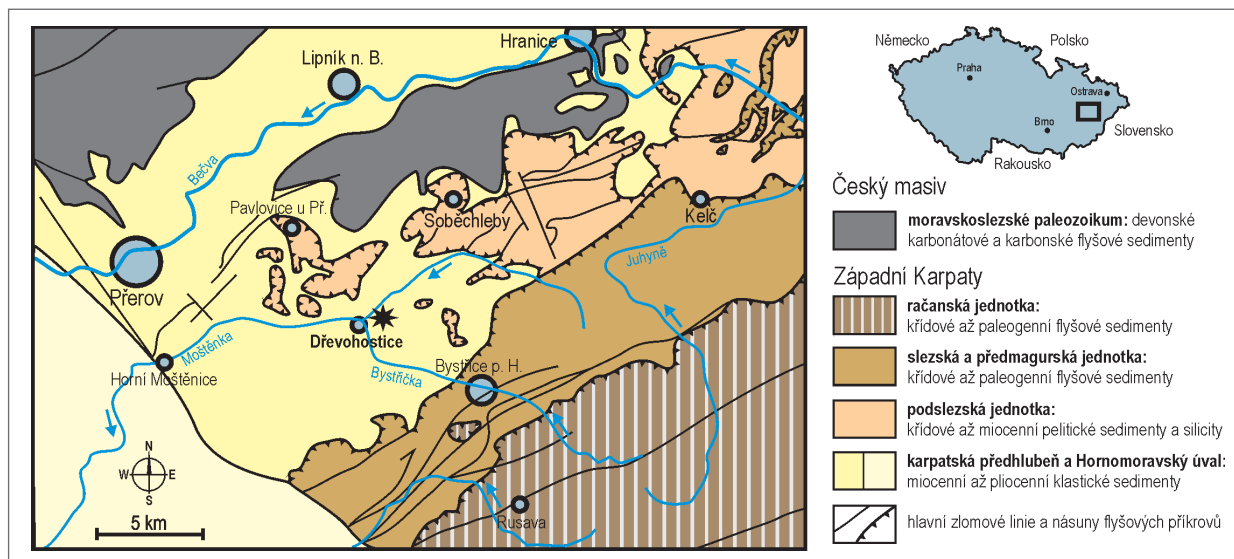 Hranice
Lipník n. B.
Bečva
Pavlovice u Př.
Soběchleby
Kelč
Juhyně
Přerov
Dřevohostice
Moštěnka
Horní Moštěnice
Bystřička
Bystřice p. H.
Rusava
N
W E
S
5 km
Německo
Polsko
Praha
Ostrava
Brno
Slovensko
Rakousko
Český masiv
moravskoslezské paleozoikum: devonské
karbonátové a karbonské flyšové sedimenty
Západní Karpaty
račanská jednotka:
křídové až paleogenní flyšové sedimenty
slezská a předmagurská jednotka:
křídové až paleogenní flyšové sedimenty
podslezská jednotka:
křídové až miocenní pelitické sedimenty a silicity
karpatská předhlubeň a Hornomoravský úval:
miocenní až pliocenní klastické sedimenty
hlavní zlomové linie a násuny flyšových příkrovů